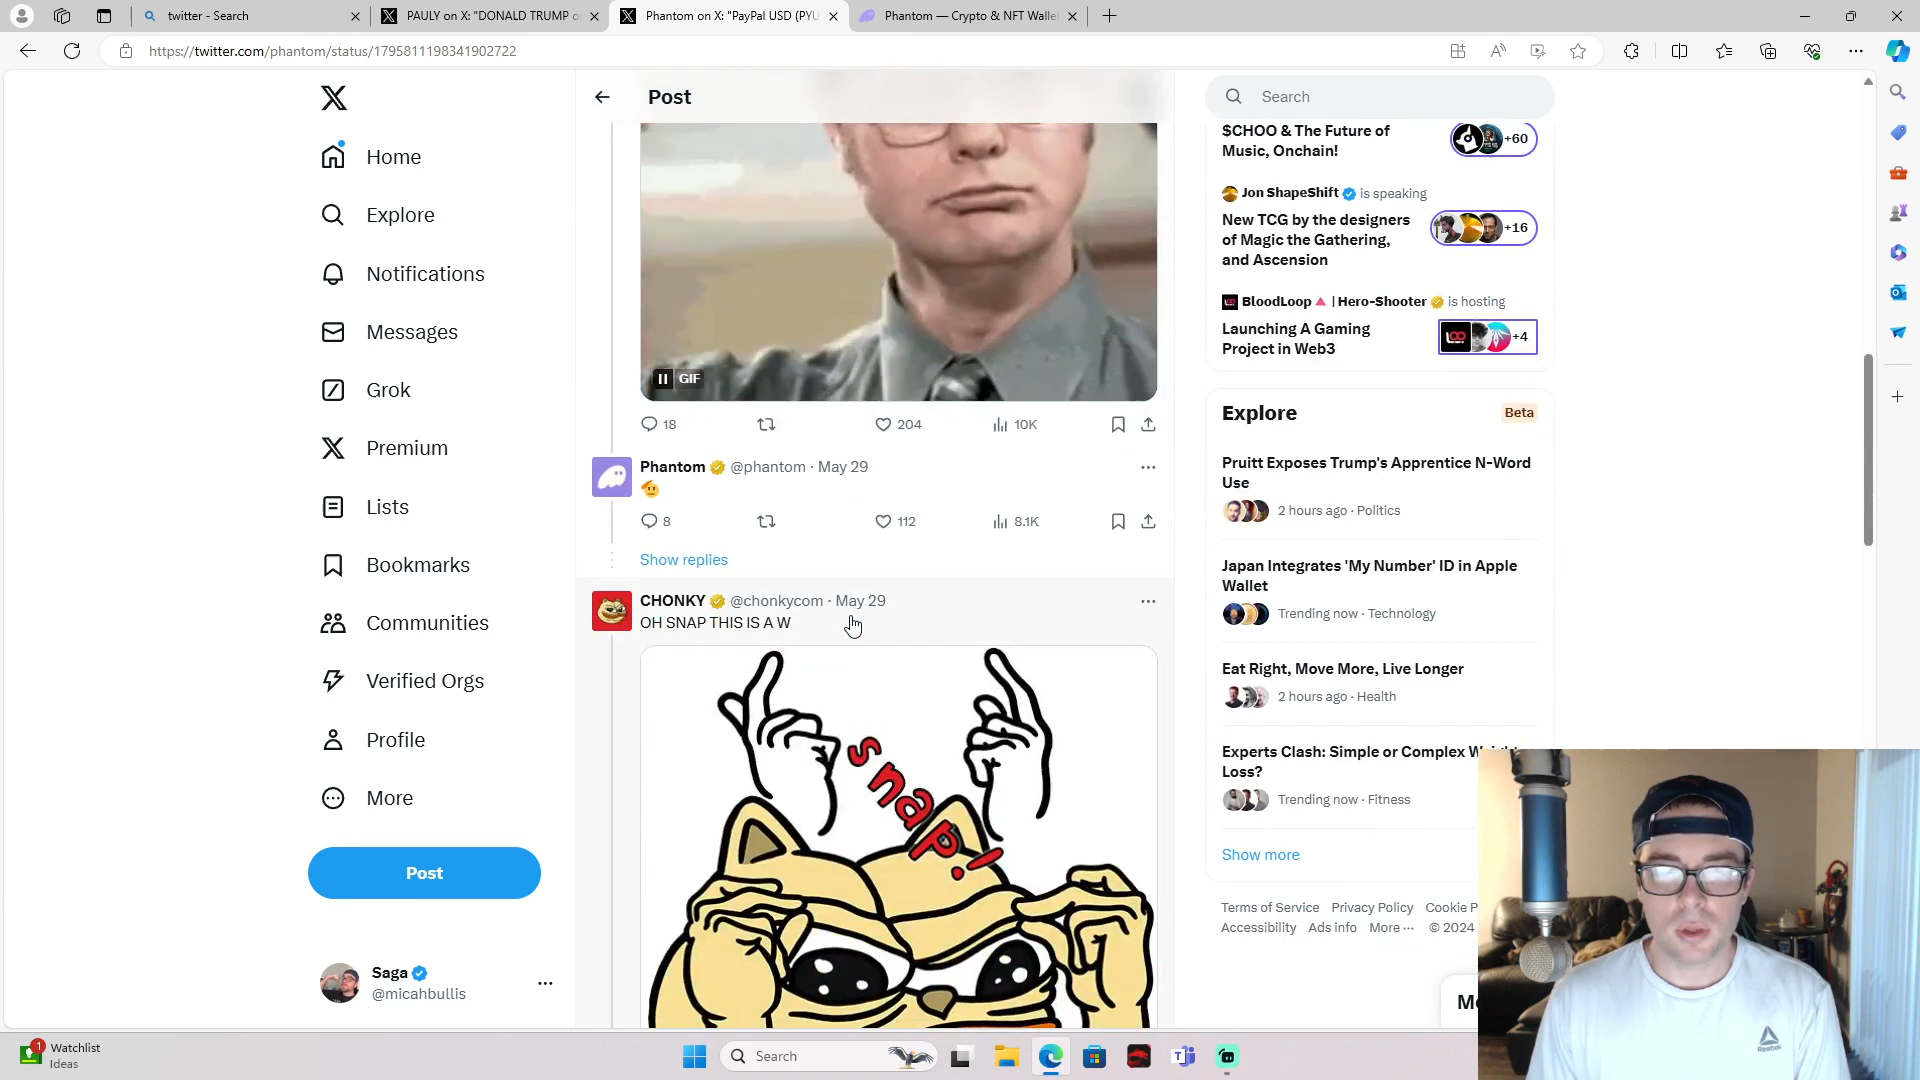 twitter - Search
PAULY on X: "DONALD TRUMP
Phantom on X: "PayPal USD (PYU
Phantom — Crypto & NFT Walle
https://twitter.com/phantom/status/1795811198341902722
Home
Explore
Notifications
Messages
Grok
Premium
Lists
Bookmarks
Communities
Verified Orgs
Profile
More
Post
Saga
@micahbullis
Post
GIF
18
204
10K
Phantom @phantom · May 29
8
112
8.1K
Show replies
CHONKY @chonkycom · May 29
OH SNAP THIS IS A W
snap!
Search
$CHOO & The Future of
Music, Onchain!
+60
Jon ShapeShift is speaking
New TCG by the designers
of Magic the Gathering,
and Ascension
+16
BloodLoop | Hero-Shooter is hosting
Launching A Gaming
Project in Web3
+4
Explore
Beta
Pruitt Exposes Trump's Apprentice N-Word
Use
2 hours ago · Politics
Japan Integrates 'My Number' ID in Apple
Wallet
Trending now · Technology
Eat Right, Move More, Live Longer
2 hours ago · Health
Experts Clash: Simple or Complex
Loss?
Trending now · Fitness
Show more
Terms of Service Privacy Policy Cookie P
Accessibility Ads info More ··· © 2024
Me
Reebok
1
Watchlist
Ideas
Search